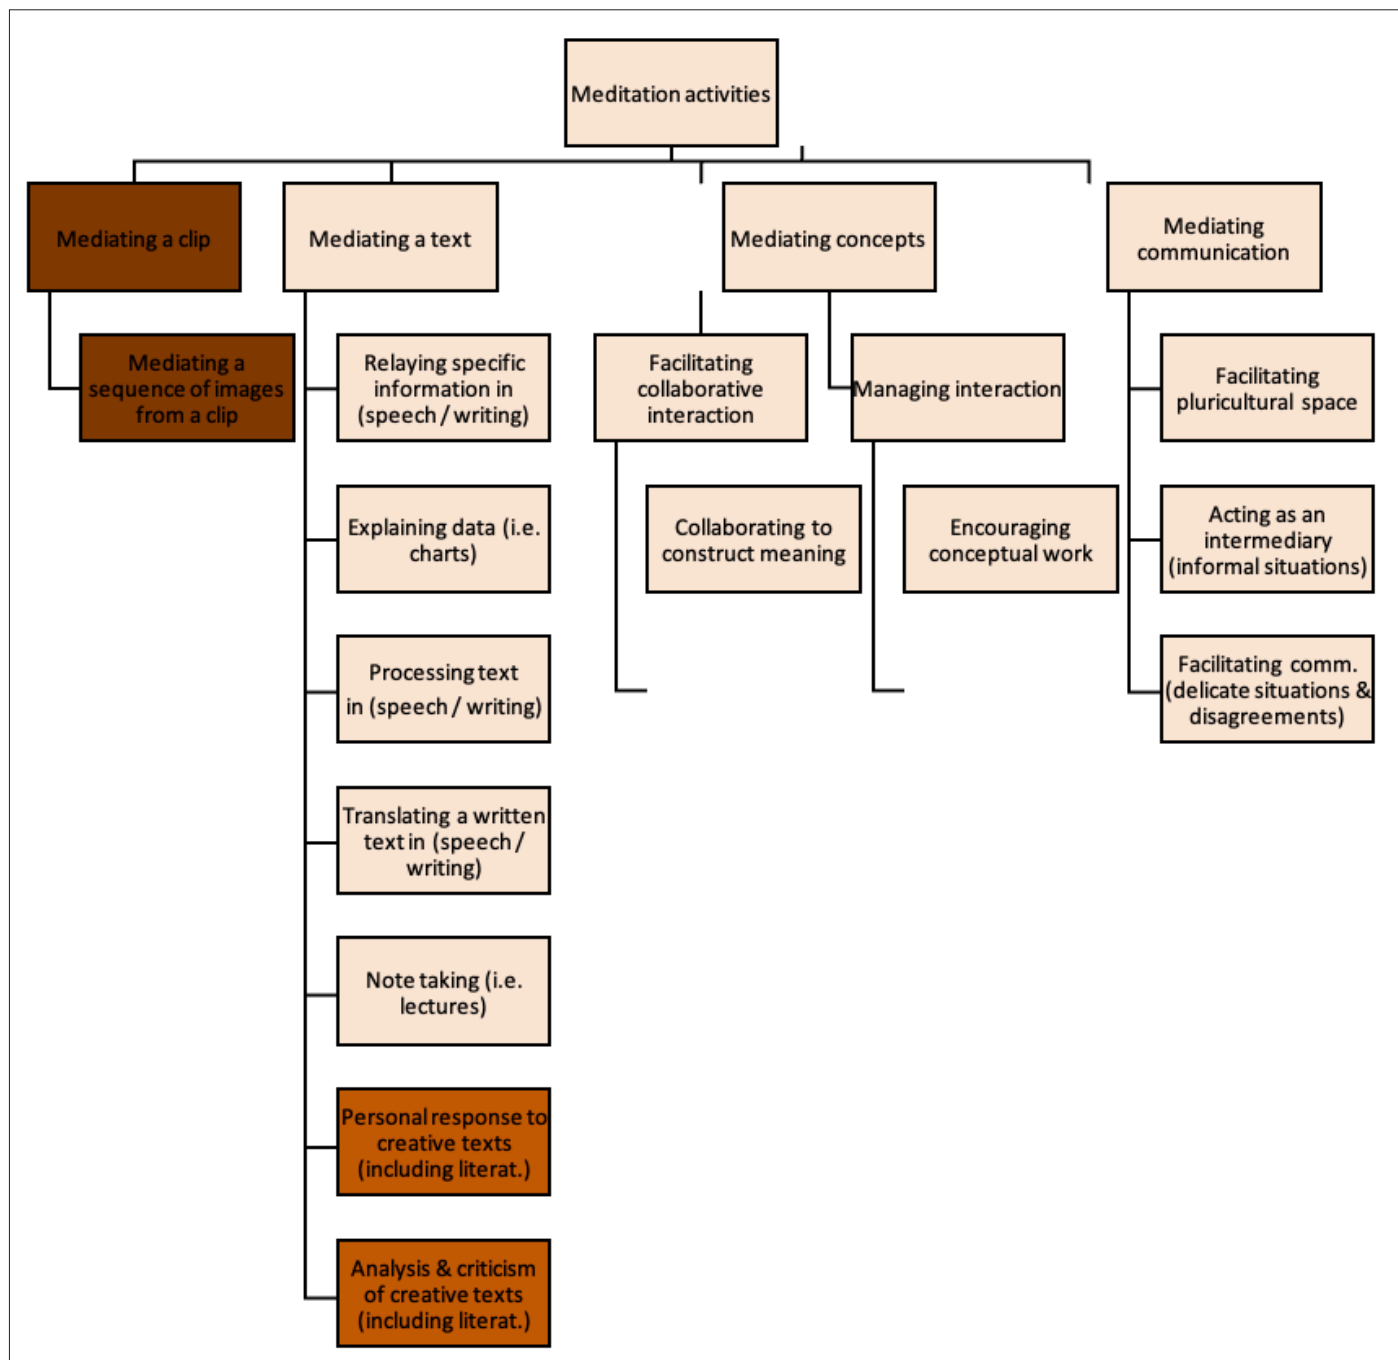 Meditation activities
Mediating a clip
Mediating a text
Mediating concepts
Mediating
communication
Mediating a
sequence of images
from a clip
Relaying specific
information in
(speech / writing)
Facilitating
collaborative
interaction
Managing interaction
Facilitating
pluricultural space
Explaining data (i.e.
charts)
Collaborating to
construct meaning
Encouraging
conceptual work
Acting as an
intermediary
(informal situations)
Processing text
in (speech / writing)
Facilitating comm.
(delicate situations &
disagreements)
Translating a written
text in (speech /
writing)
Note taking (i.e.
lectures)
Personal response to
creative texts
(including literat.)
Analysis & criticism
of creative texts
(including literat.)